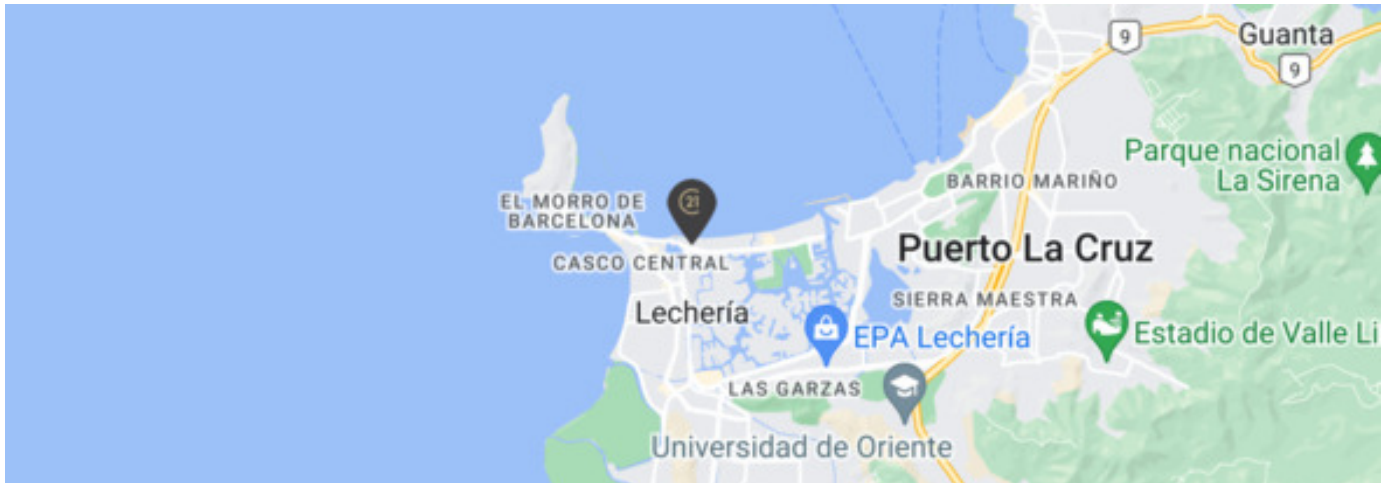 9
Guanta
9
Parque nacional
La Sirena
BARRIO MARIÑO
EL MORRO DE
BARCELONA
21
CASCO CENTRAL
Puerto La Cruz
SIERRA MAESTRA
Lechería
EPA Lechería
Estadio de Valle Li
LAS GARZAS
Universidad de Oriente